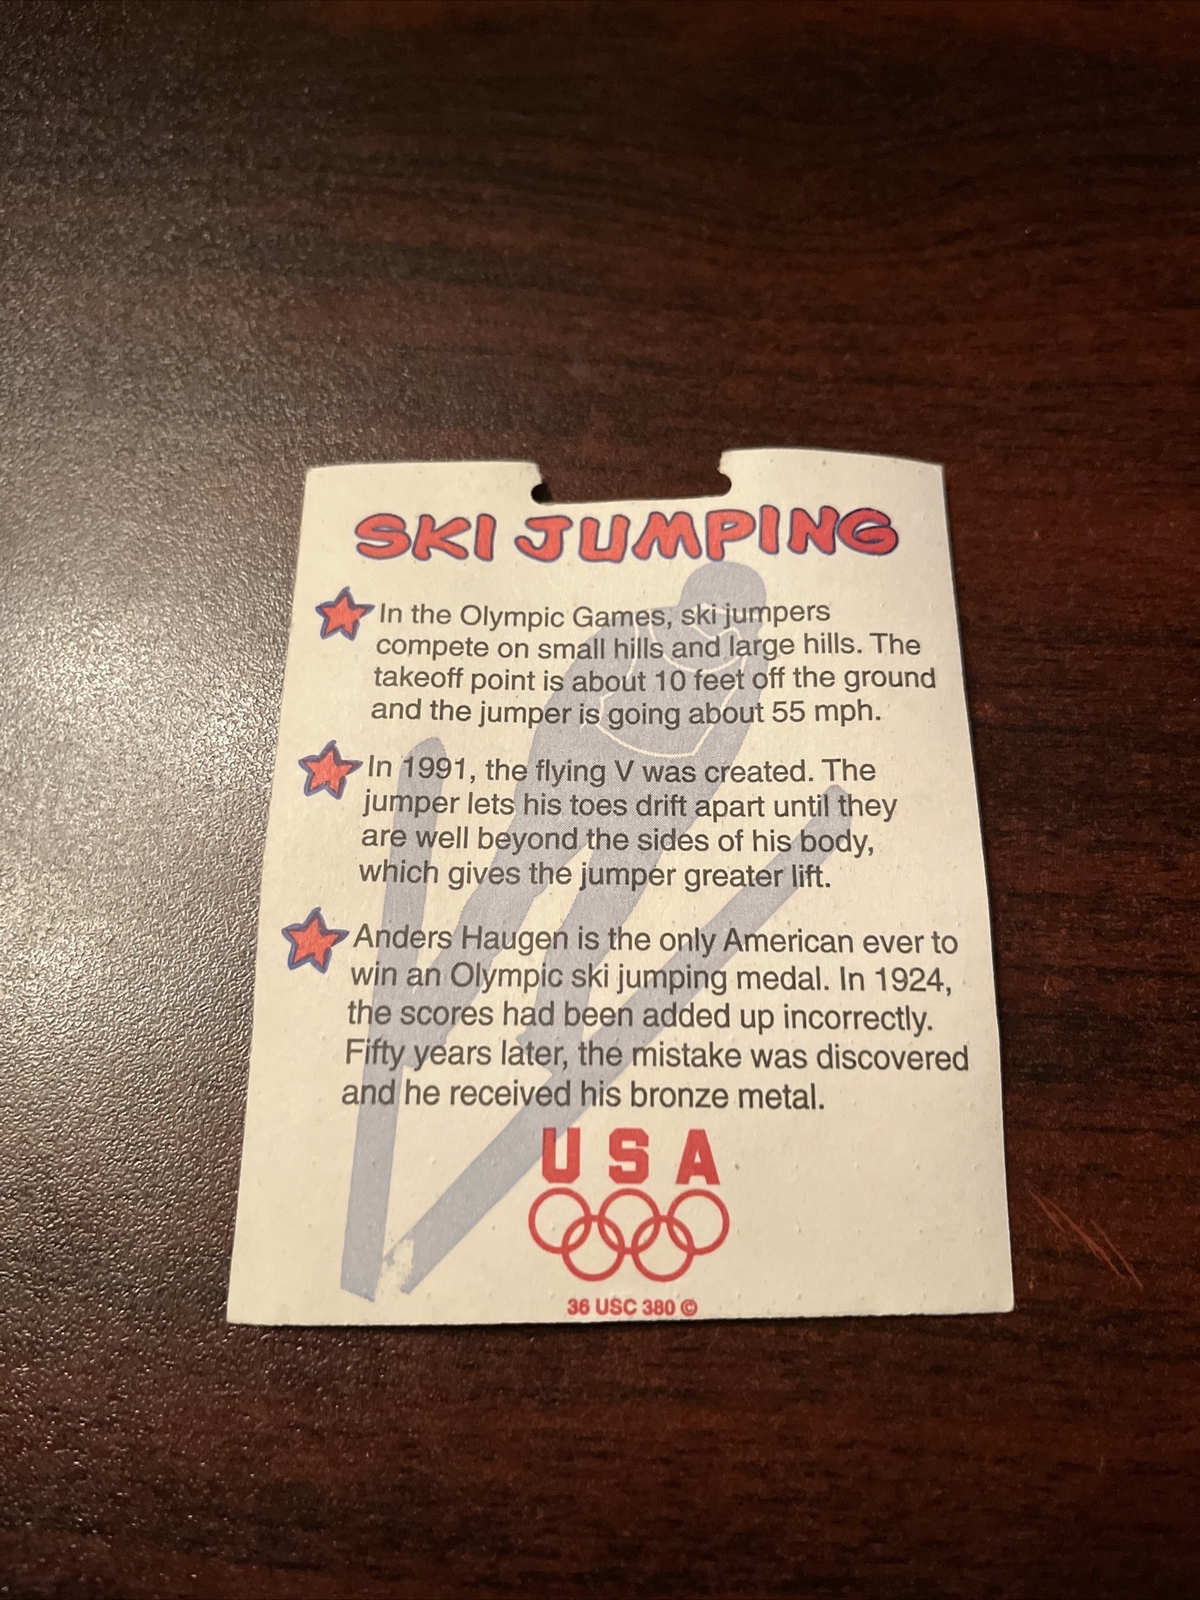 SKI JUMPING
In the Olympic Games, ski jumpers
compete on small hills and large hills. The
takeoff point is about 10 feet off the ground
and the jumper is going about 55 mph.
In 1991, the flying V was created. The
jumper lets his toes drift apart until they
are well beyond the sides of his body,
which gives the jumper greater lift.
Anders Haugen is the only American ever to
win an Olympic ski jumping medal. In 1924,
the scores had been added up incorrectly.
Fifty years later, the mistake was discovered
and he received his bronze metal.
USA
36 USC 380 ©